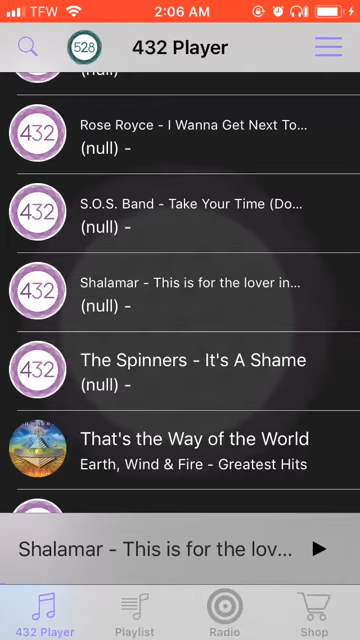 TFW 2:06 AM
528 432 Player
432 Rose Royce - I Wanna Get Next To...
(null) -
432 S.O.S. Band - Take Your Time (Do...
(null) -
432 Shalamar - This is for the lover in...
(null) -
432 The Spinners - It's A Shame
(null) -
That's the Way of the World
Earth, Wind & Fire - Greatest Hits
Shalamar - This is for the lov...
432 Player Playlist Radio Shop